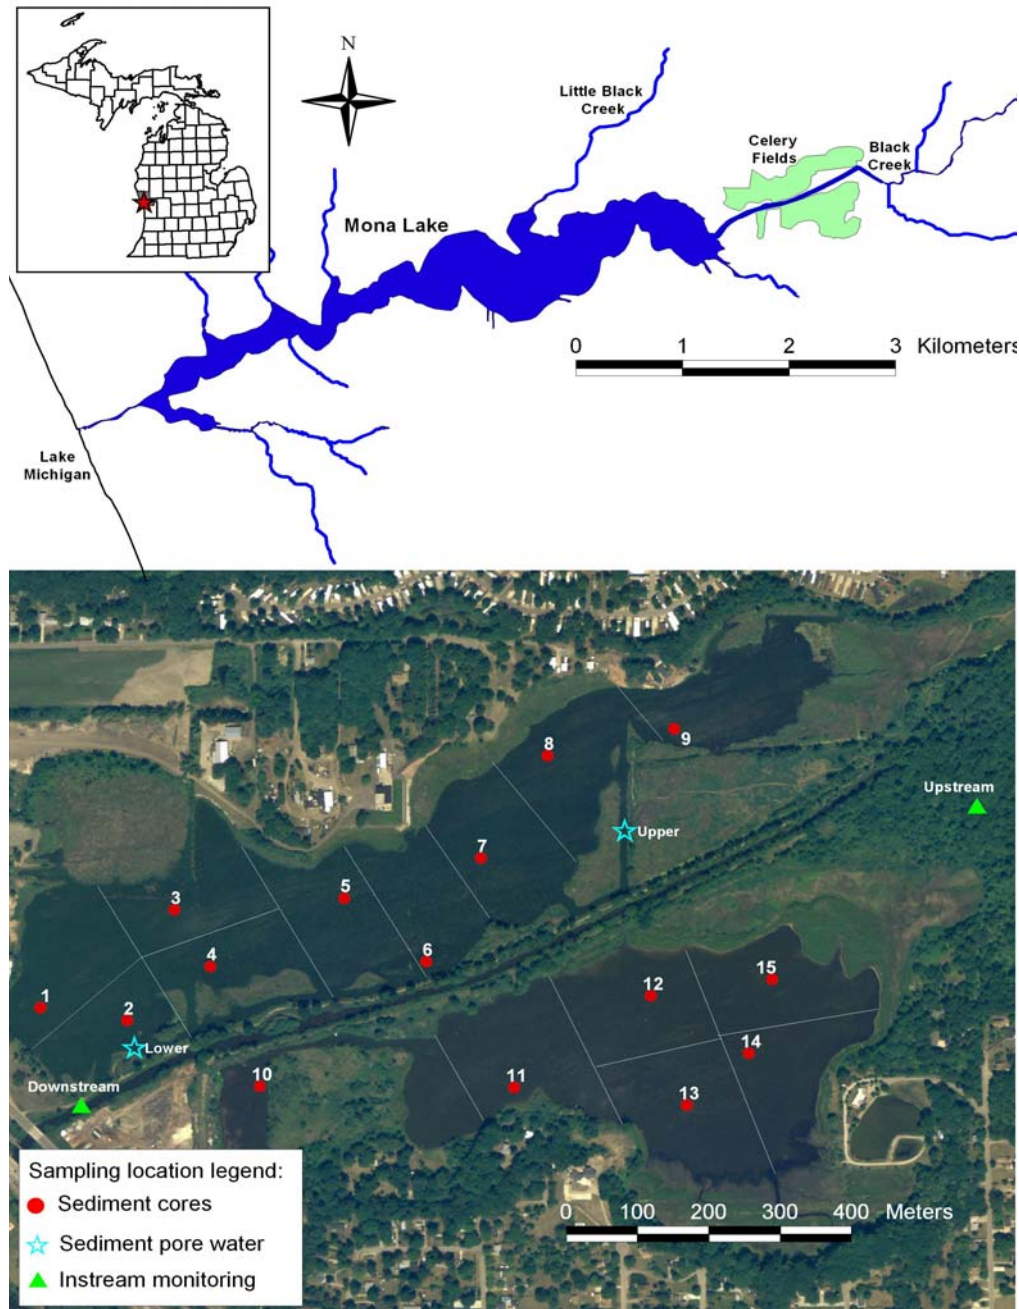 N
Little Black
Creek
Celery
Fields
Black
Creek
Mona Lake
0 1 2 3 Kilometers
Lake
Michigan
9
8
Upstream
Upper
7
5
3
6
4
15
12
1
2
Lower
14
Downstream
10
11
13
Sampling location legend:
Sediment cores
Sediment pore water
Instream monitoring
0 100 200 300 400 Meters